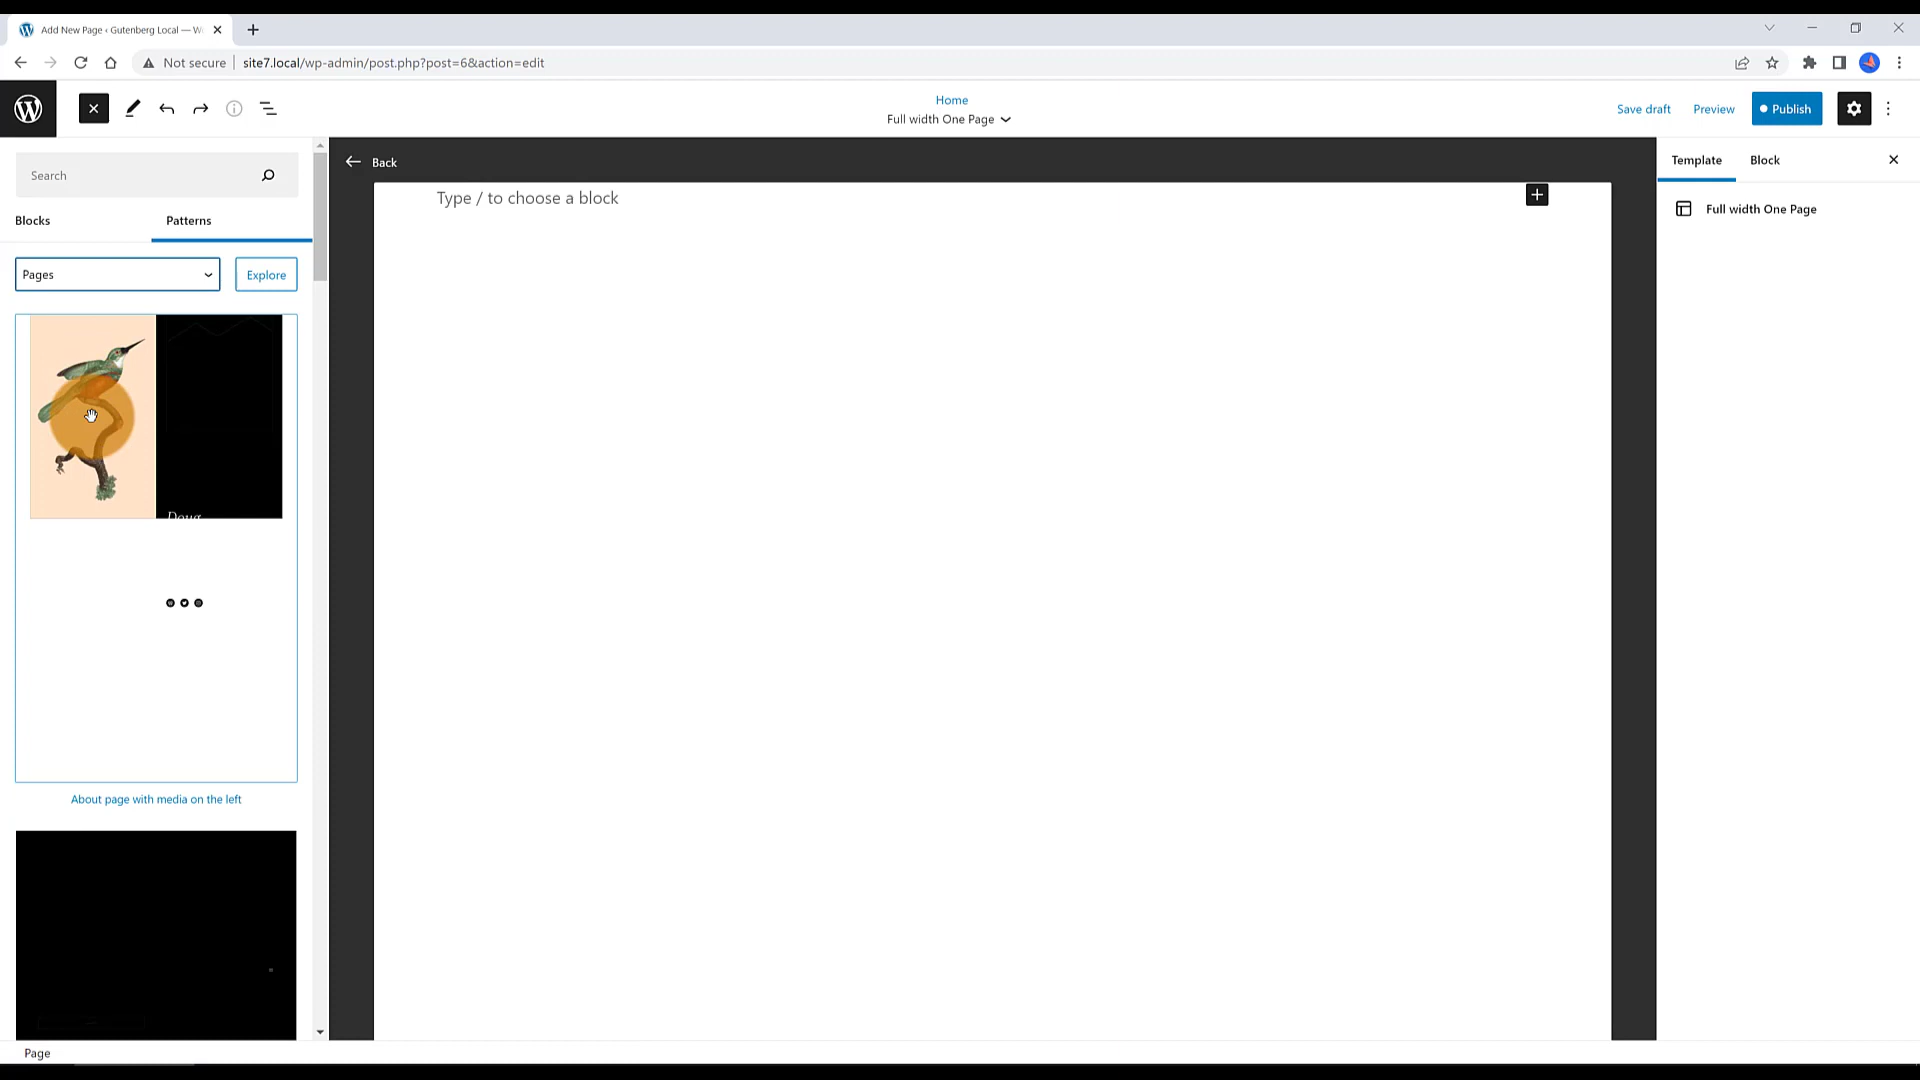 Add New Page ‹ Gutenberg Local — W
Not secure
site7.local/wp-admin/post.php?post=6&action=edit
Home
Full width One Page
Save draft
Preview
Publish
Search
Back
Template
Block
Blocks
Patterns
Type / to choose a block
Full width One Page
Pages
Explore
Doug
About page with media on the left
Page